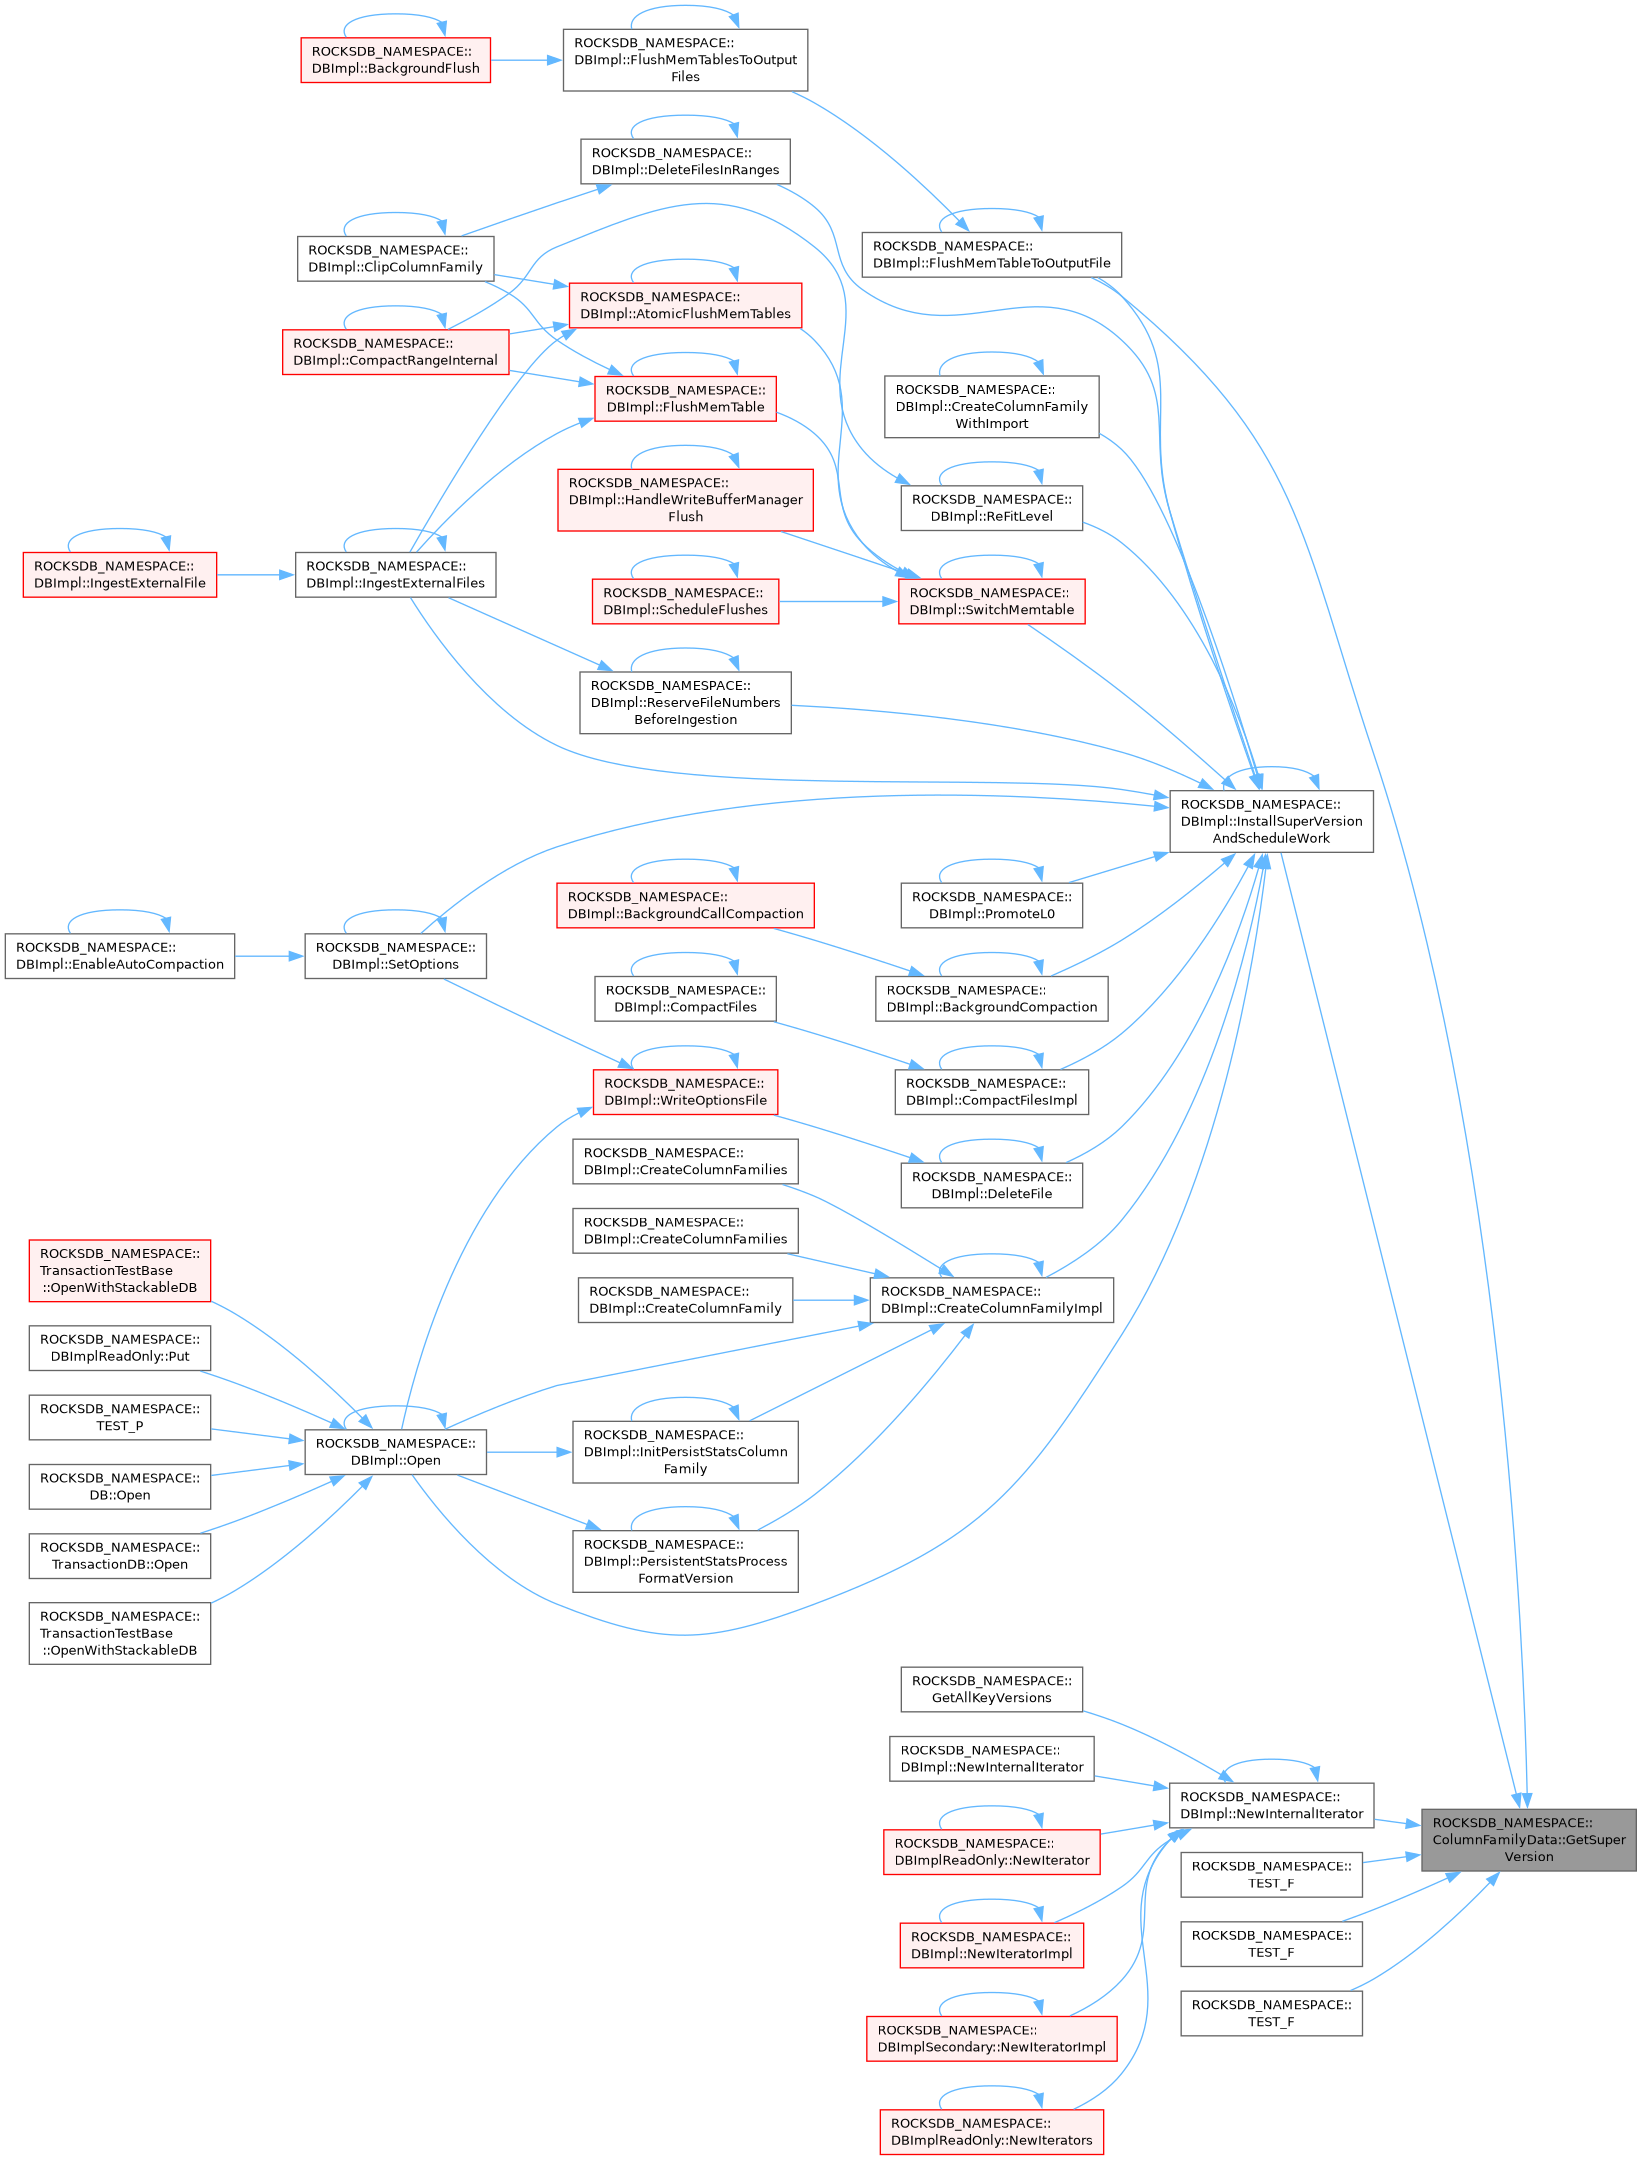 ROCKSDB_NAMESPACE::
DBImpl::BackgroundFlush
ROCKSDB_NAMESPACE::
DBImpl::FlushMemTablesToOutput
Files
ROCKSDB_NAMESPACE::
DBImpl::DeleteFilesInRanges
ROCKSDB_NAMESPACE::
DBImpl::ClipColumnFamily
ROCKSDB_NAMESPACE::
DBImpl::FlushMemTableToOutputFile
ROCKSDB_NAMESPACE::
DBImpl::AtomicFlushMemTables
ROCKSDB_NAMESPACE::
DBImpl::CompactRangeInternal
ROCKSDB_NAMESPACE::
DBImpl::FlushMemTable
ROCKSDB_NAMESPACE::
DBImpl::CreateColumnFamily
WithImport
ROCKSDB_NAMESPACE::
DBImpl::HandleWriteBufferManager
Flush
ROCKSDB_NAMESPACE::
DBImpl::ReFitLevel
ROCKSDB_NAMESPACE::
DBImpl::IngestExternalFile
ROCKSDB_NAMESPACE::
DBImpl::IngestExternalFiles
ROCKSDB_NAMESPACE::
DBImpl::ScheduleFlushes
ROCKSDB_NAMESPACE::
DBImpl::SwitchMemtable
ROCKSDB_NAMESPACE::
DBImpl::ReserveFileNumbers
BeforeIngestion
ROCKSDB_NAMESPACE::
DBImpl::InstallSuperVersion
AndScheduleWork
ROCKSDB_NAMESPACE::
DBImpl::BackgroundCallCompaction
ROCKSDB_NAMESPACE::
DBImpl::PromoteL0
ROCKSDB_NAMESPACE::
DBImpl::EnableAutoCompaction
ROCKSDB_NAMESPACE::
DBImpl::SetOptions
ROCKSDB_NAMESPACE::
DBImpl::CompactFiles
ROCKSDB_NAMESPACE::
DBImpl::BackgroundCompaction
ROCKSDB_NAMESPACE::
DBImpl::WriteOptionsFile
ROCKSDB_NAMESPACE::
DBImpl::CompactFilesImpl
ROCKSDB_NAMESPACE::
DBImpl::CreateColumnFamilies
ROCKSDB_NAMESPACE::
DBImpl::DeleteFile
ROCKSDB_NAMESPACE::
DBImpl::CreateColumnFamilies
ROCKSDB_NAMESPACE::
TransactionTestBase
::OpenWithStackableDB
ROCKSDB_NAMESPACE::
DBImpl::CreateColumnFamily
ROCKSDB_NAMESPACE::
DBImpl::CreateColumnFamilyImpl
ROCKSDB_NAMESPACE::
DBImplReadOnly::Put
ROCKSDB_NAMESPACE::
TEST_P
ROCKSDB_NAMESPACE::
DBImpl::Open
ROCKSDB_NAMESPACE::
DBImpl::InitPersistStatsColumn
Family
ROCKSDB_NAMESPACE::
DB::Open
ROCKSDB_NAMESPACE::
TransactionDB::Open
ROCKSDB_NAMESPACE::
DBImpl::PersistentStatsProcess
FormatVersion
ROCKSDB_NAMESPACE::
TransactionTestBase
::OpenWithStackableDB
ROCKSDB_NAMESPACE::
GetAllKeyVersions
ROCKSDB_NAMESPACE::
DBImpl::NewInternalIterator
ROCKSDB_NAMESPACE::
DBImpl::NewInternalIterator
ROCKSDB_NAMESPACE::
ColumnFamilyData::GetSuper
Version
ROCKSDB_NAMESPACE::
DBImplReadOnly::NewIterator
ROCKSDB_NAMESPACE::
TEST_F
ROCKSDB_NAMESPACE::
DBImpl::NewIteratorImpl
ROCKSDB_NAMESPACE::
TEST_F
ROCKSDB_NAMESPACE::
TEST_F
ROCKSDB_NAMESPACE::
DBImplSecondary::NewIteratorImpl
ROCKSDB_NAMESPACE::
DBImplReadOnly::NewIterators